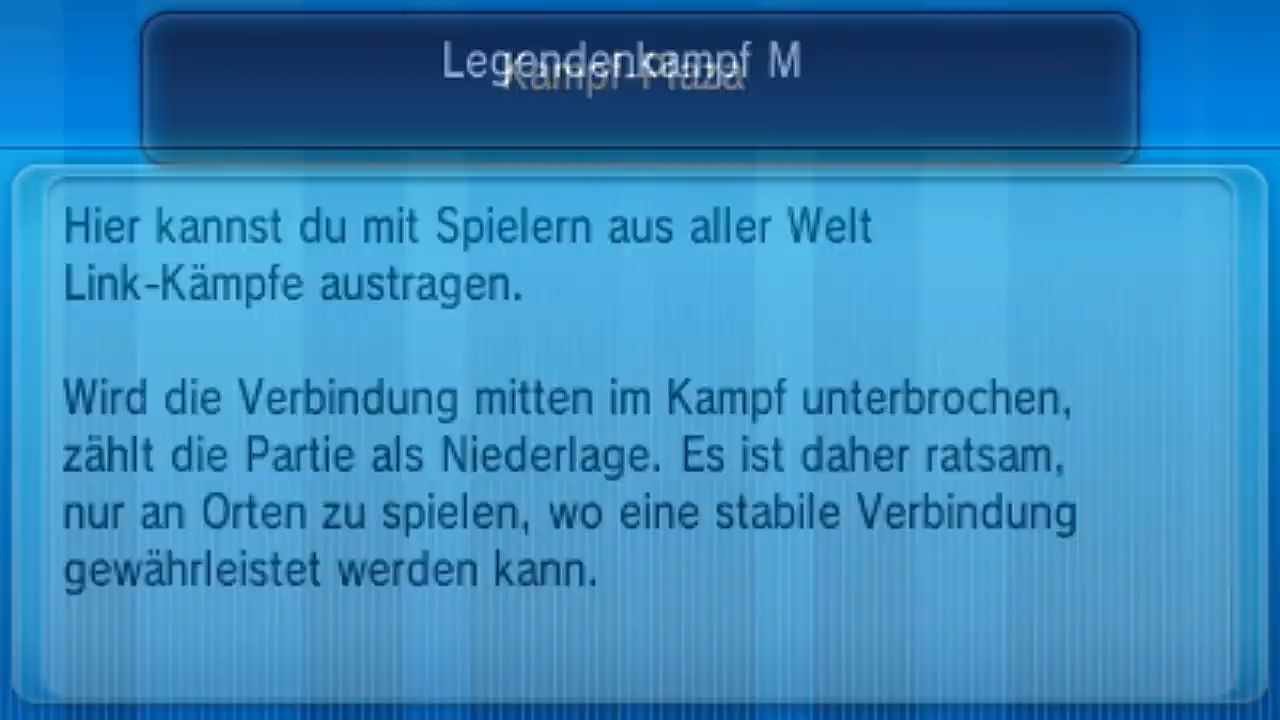 Legendenkampf M
Kampf-Plaza
Hier kannst du mit Spielern aus aller Welt
Link-Kämpfe austragen.
Wird die Verbindung mitten im Kampf unterbrochen,
zählt die Partie als Niederlage. Es ist daher ratsam,
nur an Orten zu spielen, wo eine stabile Verbindung
gewährleistet werden kann.